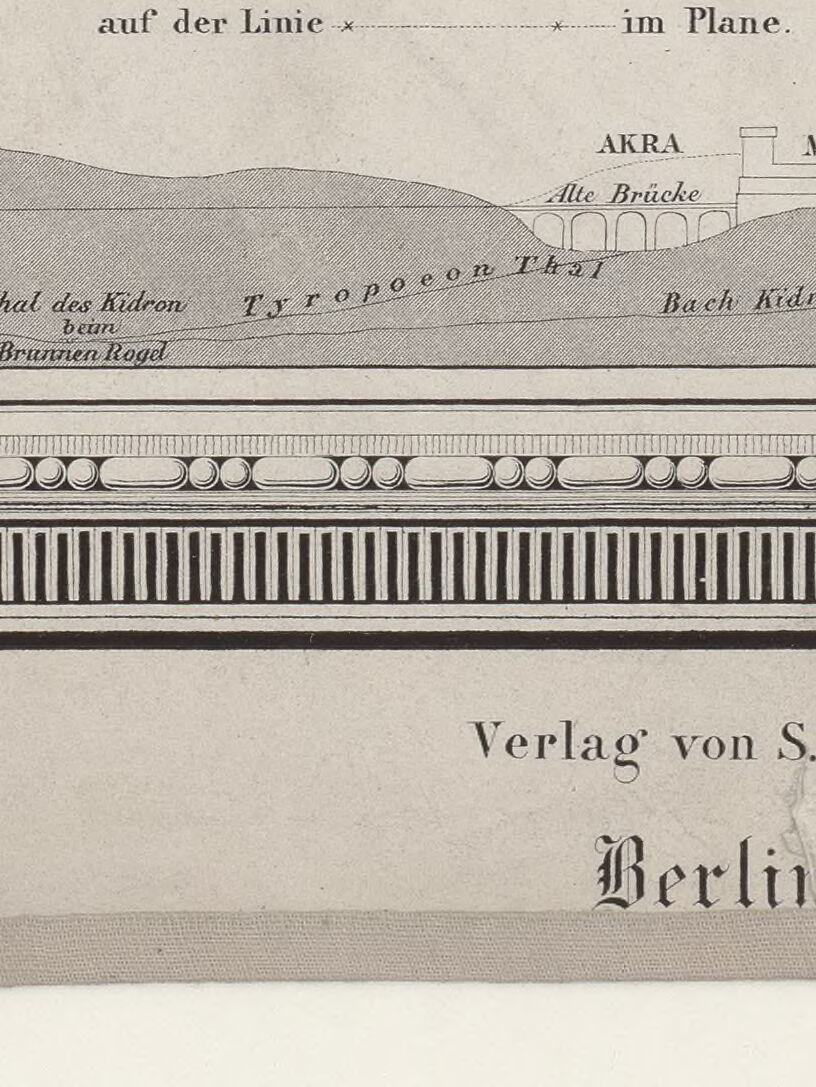 auf der Linie im Plane.
AKRA
Alte Brücke
Tyropoeon Thal
hal des Kidron
beim
Brunnen Rogel
Bach Kidr
Verlag von S.
Berlin